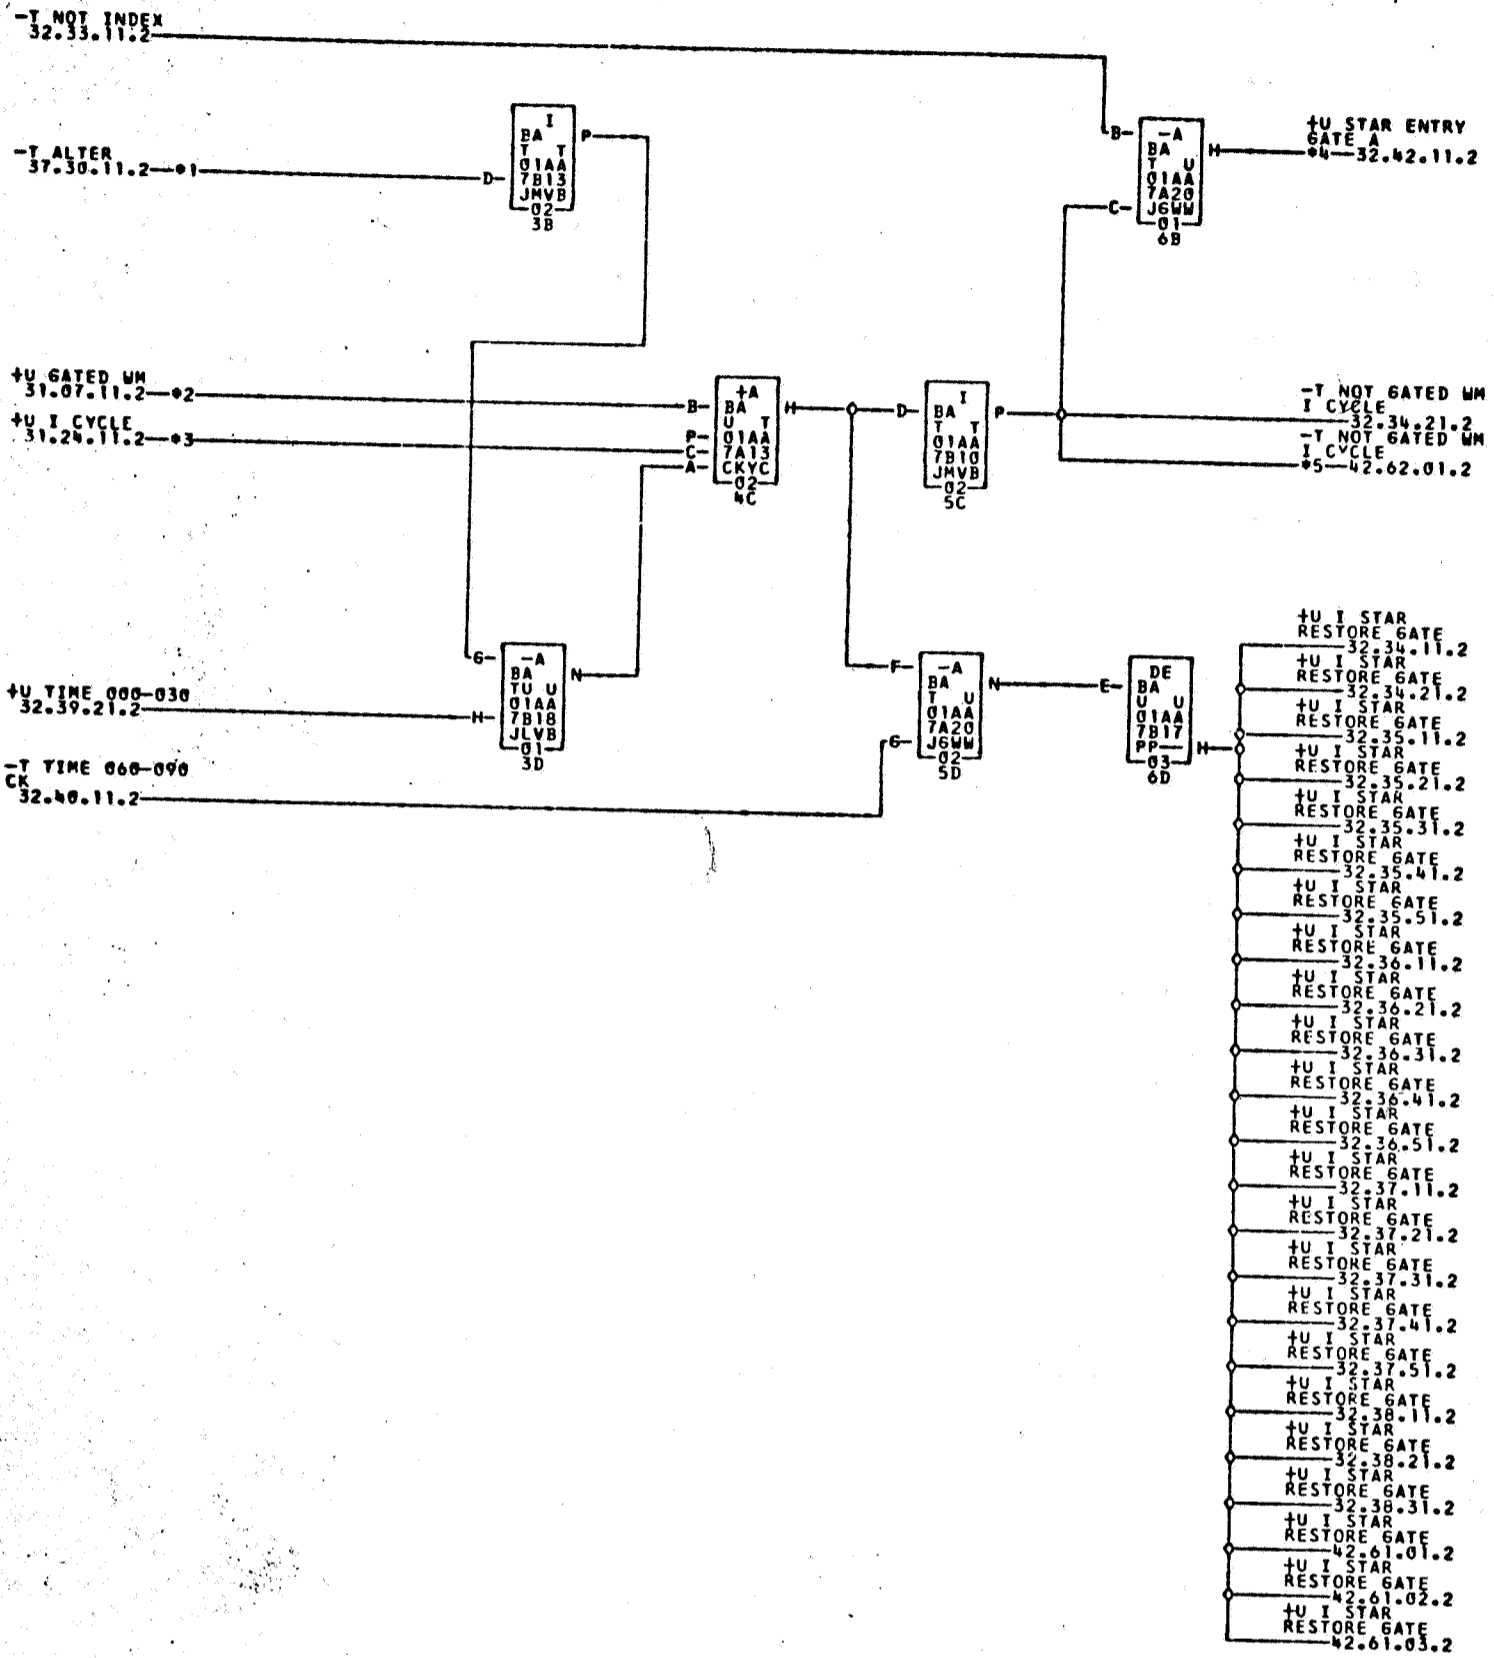 -T NOT INDEX
32.33.11.2
-T ALTER
37.30.11.2—*1
D-
I
BA
T T
01AA
7B13
JMVB
02
3B
P
B-
C-
-A
BA
T U
01AA
7A20
JGWW
01
6B
H
+U STAR ENTRY
GATE A
*4—32.42.11.2
+U GATED WM
31.07.11.2—*2
+U I CYCLE
31.24.11.2—*3
B-
P-
C-
A-
+A
BA
U T
01AA
7A13
CKYC
02
4C
H
D-
I
BA
T T
01AA
7B10
JMVB
02
5C
P
-T NOT GATED WM
I CYCLE
32.34.21.2
-T NOT GATED WM
I CYCLE
*5—42.62.01.2
+U TIME 000-030
32.39.21.2
-T TIME 060-090
CK
32.40.11.2
G-
H-
-A
BA
TU U
01AA
7B18
JLVB
01
3D
N
F-
G-
-A
BA
T U
01AA
7A20
JGWW
02
5D
N
E-
DE
BA
U U
01AA
7B17
PP—
03
6D
H
+U I STAR
RESTORE GATE
32.34.11.2
+U I STAR
RESTORE GATE
32.34.21.2
+U I STAR
RESTORE GATE
32.35.11.2
+U I STAR
RESTORE GATE
32.35.21.2
+U I STAR
RESTORE GATE
32.35.31.2
+U I STAR
RESTORE GATE
32.35.41.2
+U I STAR
RESTORE GATE
32.35.51.2
+U I STAR
RESTORE GATE
32.36.11.2
+U I STAR
RESTORE GATE
32.36.21.2
+U I STAR
RESTORE GATE
32.36.31.2
+U I STAR
RESTORE GATE
32.36.41.2
+U I STAR
RESTORE GATE
32.36.51.2
+U I STAR
RESTORE GATE
32.37.11.2
+U I STAR
RESTORE GATE
32.37.21.2
+U I STAR
RESTORE GATE
32.37.31.2
+U I STAR
RESTORE GATE
32.37.41.2
+U I STAR
RESTORE GATE
32.37.51.2
+U I STAR
RESTORE GATE
32.38.11.2
+U I STAR
RESTORE GATE
32.38.21.2
+U I STAR
RESTORE GATE
32.38.31.2
+U I STAR
RESTORE GATE
42.61.01.2
+U I STAR
RESTORE GATE
42.61.02.2
+U I STAR
RESTORE GATE
42.61.03.2